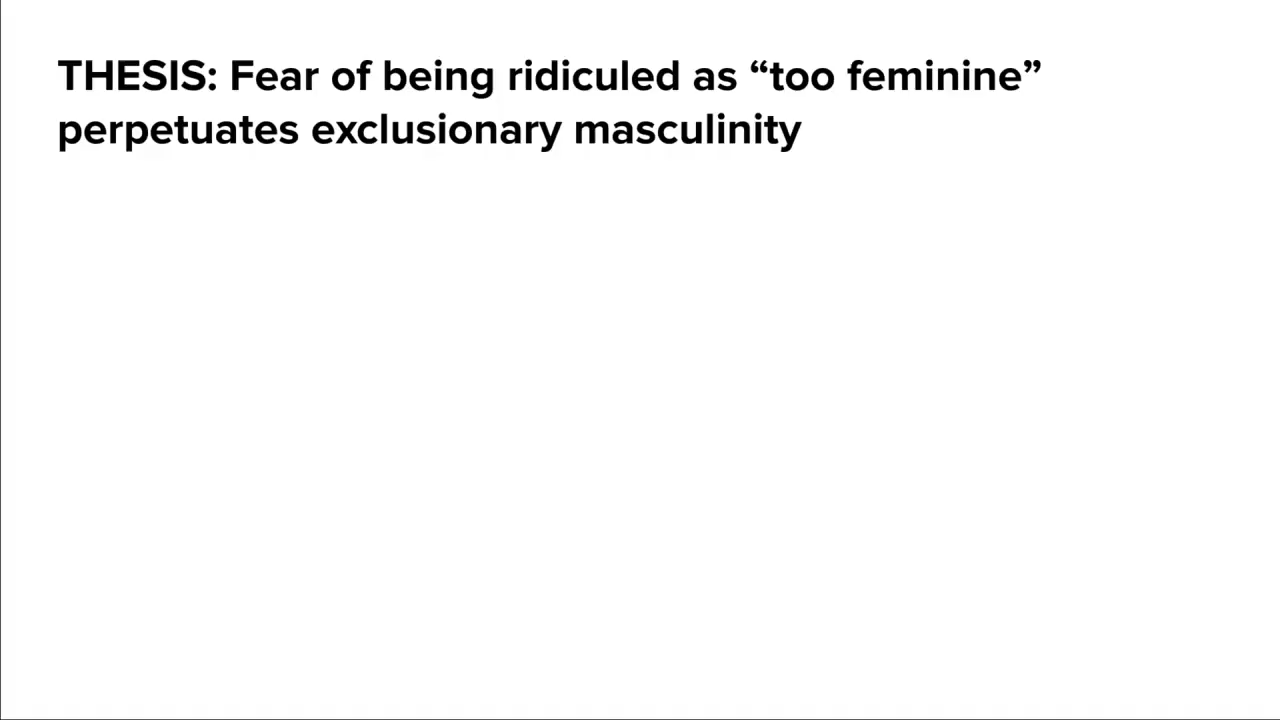 THESIS: Fear of being ridiculed as “too feminine”
perpetuates exclusionary masculinity